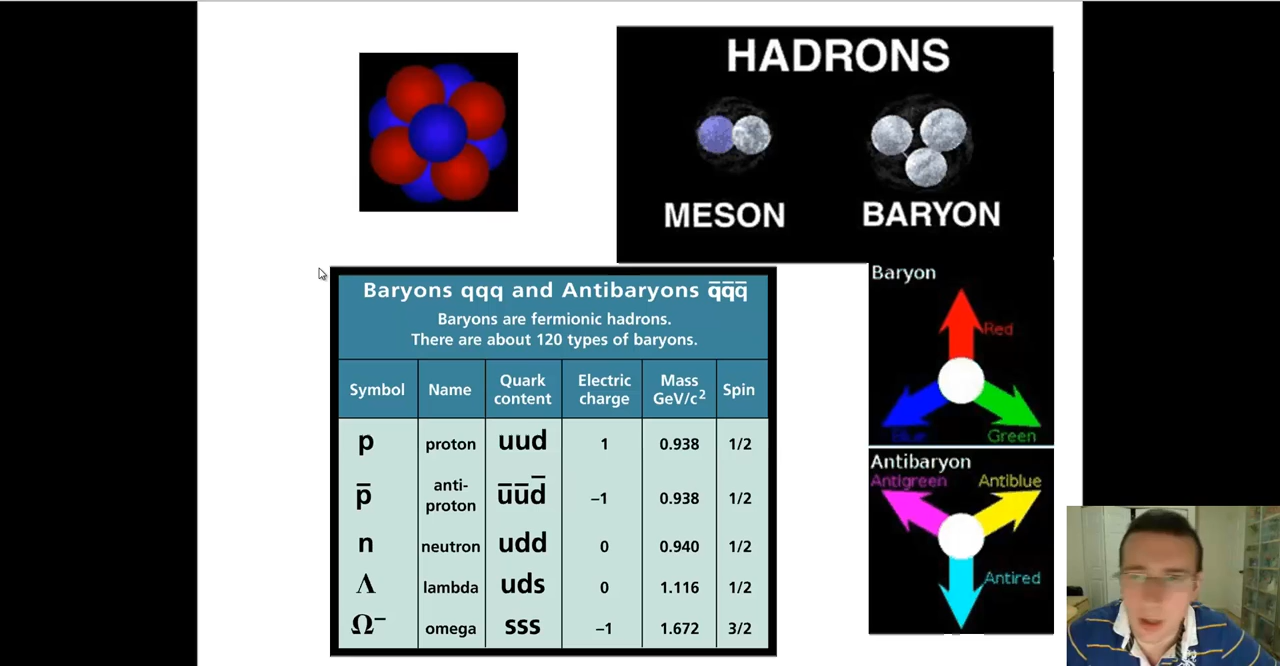 HADRONS
MESON BARYON
Baryons qqq and Antibaryons q̅q̅q̅
Baryons are fermionic hadrons.
There are about 120 types of baryons.
Symbol Name Quark content Electric charge Mass GeV/c² Spin
p proton uud 1 0.938 1/2
p̅ anti-proton u̅u̅d̅ –1 0.938 1/2
n neutron udd 0 0.940 1/2
Λ lambda uds 0 1.116 1/2
Ω⁻ omega sss –1 1.672 3/2
Baryon
Red
Blue Green
Antibaryon
Antigreen Antiblue
Antired